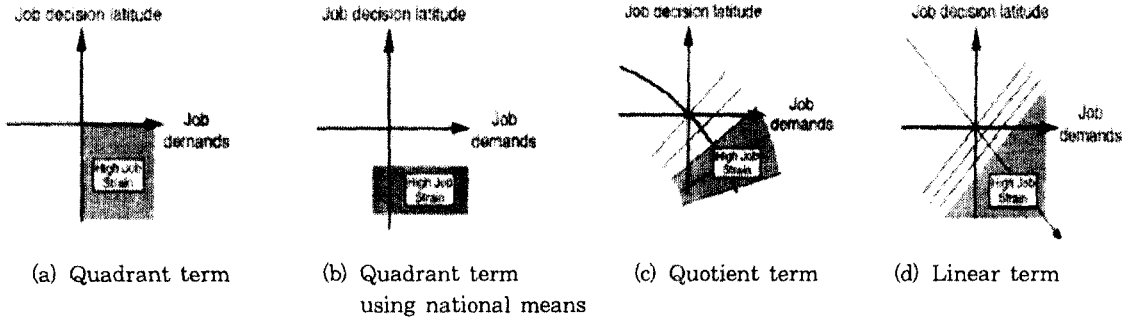 Job decision latitude
Job demands
High Job Strain
(a) Quadrant term
Job decision latitude
Job demands
High Job Strain
(b) Quadrant term
using national means
Job decision latitude
Job demands
High Job Strain
(c) Quotient term
Job decision latitude
Job demands
High Job Strain
(d) Linear term